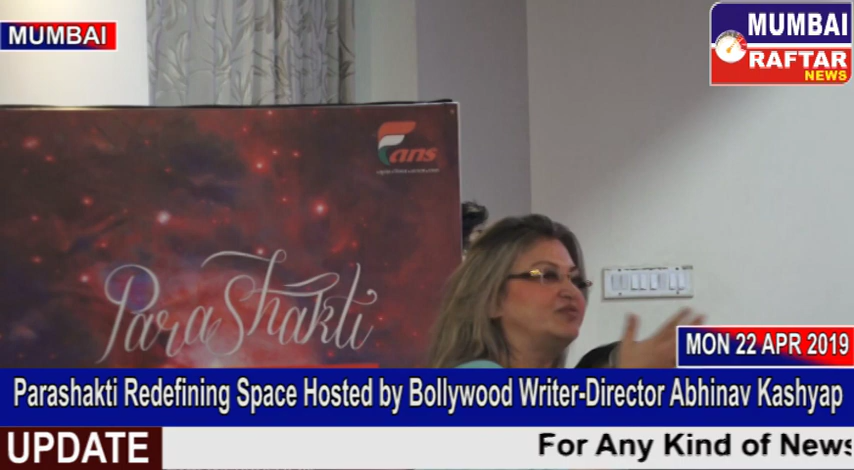 MUMBAI
MUMBAI
RAFTAR
NEWS
Fans
ParaShakti
MON 22 APR 2019
Parashakti Redefining Space Hosted by Bollywood Writer-Director Abhinav Kashyap
UPDATE
For Any Kind of News